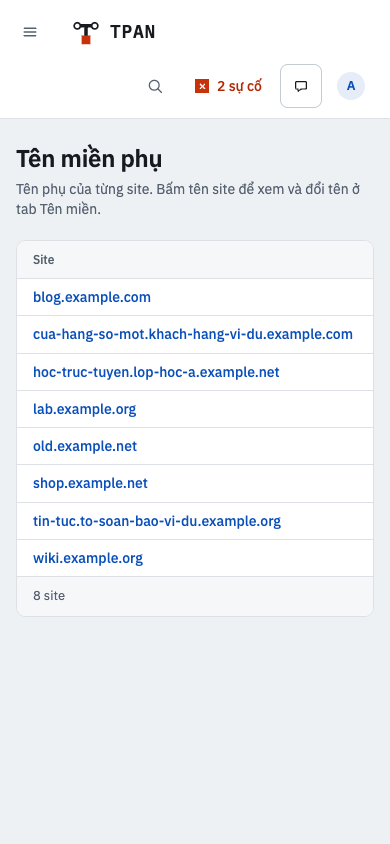 TPAN
2 sự cố
A
Tên miền phụ
Tên phụ của từng site. Bấm tên site để xem và đổi tên ở
tab Tên miền.
Site
blog.example.com
cua-hang-so-mot.khach-hang-vi-du.example.com
hoc-truc-tuyen.lop-hoc-a.example.net
lab.example.org
old.example.net
shop.example.net
tin-tuc.to-soan-bao-vi-du.example.org
wiki.example.org
8 site